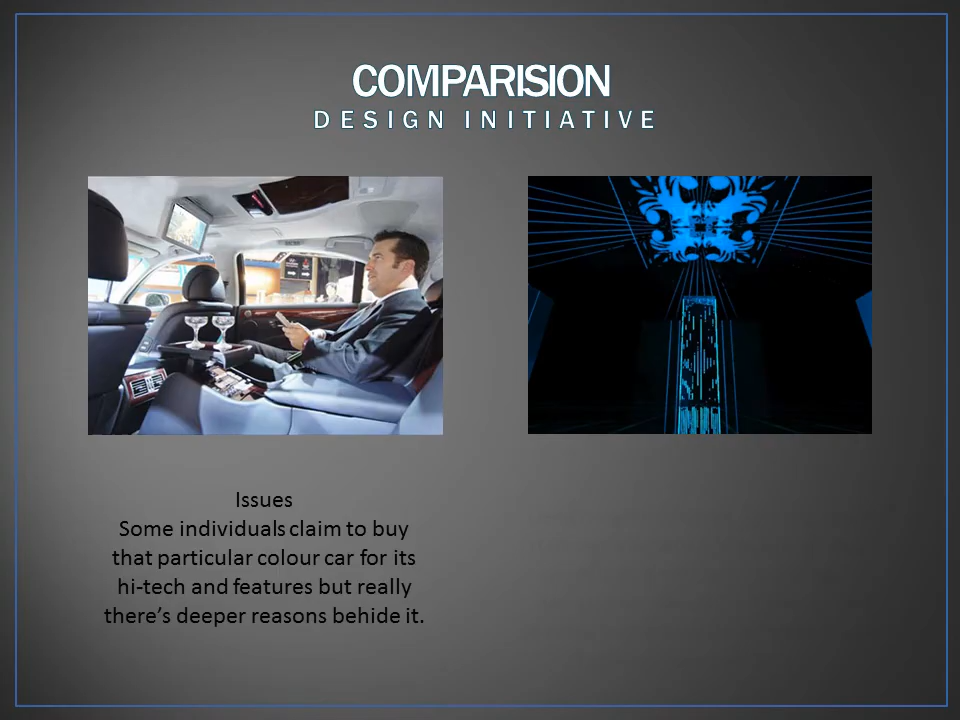 COMPARISION
DESIGN INITIATIVE
Issues
Some individuals claim to buy
that particular colour car for its
hi-tech and features but really
there’s deeper reasons behide it.